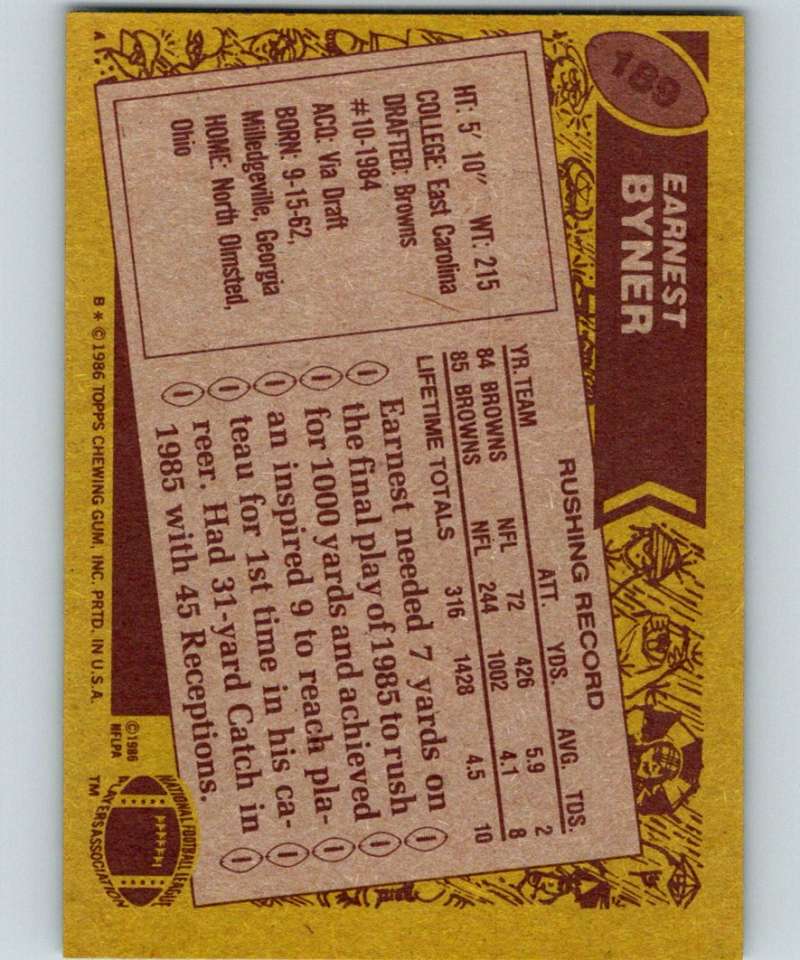 189
EARNEST
BYNER
HT: 5' 10" WT: 215
COLLEGE: East Carolina
DRAFTED: Browns
#10-1984
ACQ: Via Draft
BORN: 9-15-62,
Milledgeville, Georgia
HOME: North Olmsted,
Ohio
RUSHING RECORD
YR. TEAM ATT. YDS. AVG. TDS.
84 BROWNS NFL 72 426 5.9 2
85 BROWNS NFL 244 1002 4.1 8
LIFETIME TOTALS 316 1428 4.5 10
Earnest needed 7 yards on
the final play of 1985 to rush
for 1000 yards and achieved
an inspired 9 to reach pla-
teau for 1st time in his ca-
reer. Had 31-yard Catch in
1985 with 45 Receptions.
B * © 1986 TOPPS CHEWING GUM, INC. PRTD. IN U.S.A.
© 1986
NFLPA
NATIONAL FOOTBALL LEAGUE
PLAYERS ASSOCIATION
TM